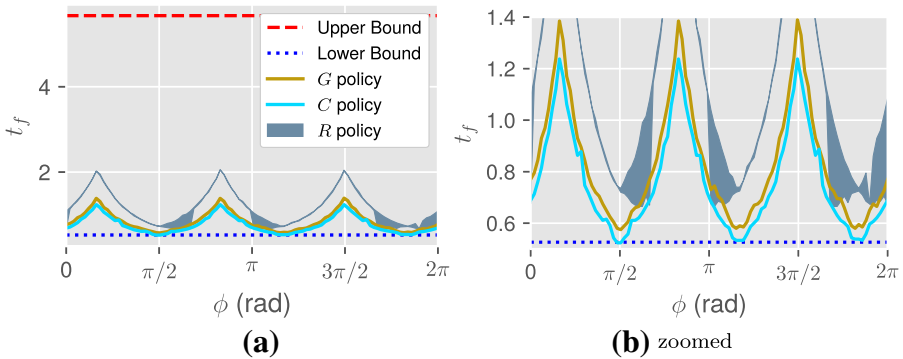 4
2
t_f
0
π/2
π
3π/2
2π
ϕ (rad)
Upper Bound
Lower Bound
G policy
C policy
R policy
(a)
1.4
1.2
1.0
0.8
0.6
t_f
0
π/2
π
3π/2
2π
ϕ (rad)
(b) zoomed